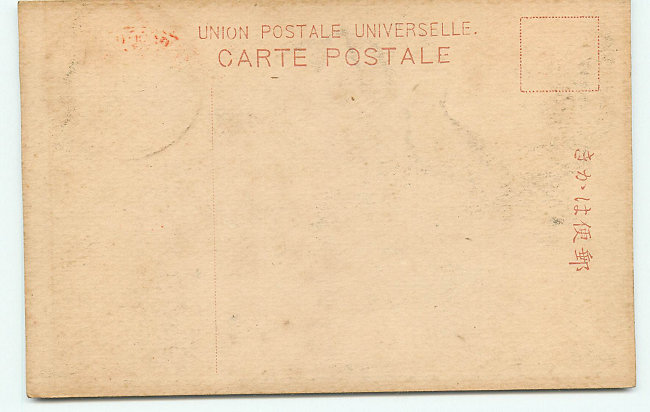 UNION POSTALE UNIVERSELLE.
CARTE POSTALE
郵便はがき